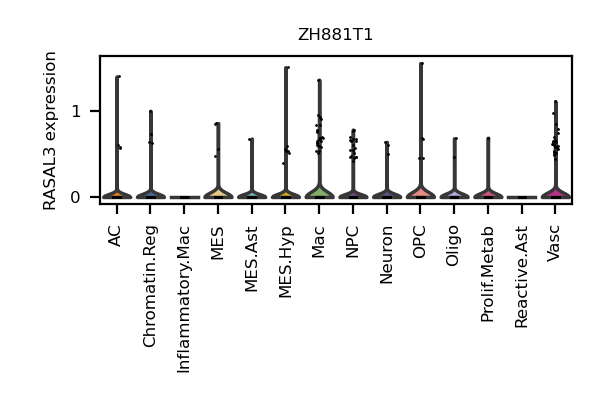 ZH881T1
RASAL3 expression
1
0
AC
Chromatin.Reg
Inflammatory.Mac
MES
MES.Ast
MES.Hyp
Mac
NPC
Neuron
OPC
Oligo
Prolif.Metab
Reactive.Ast
Vasc